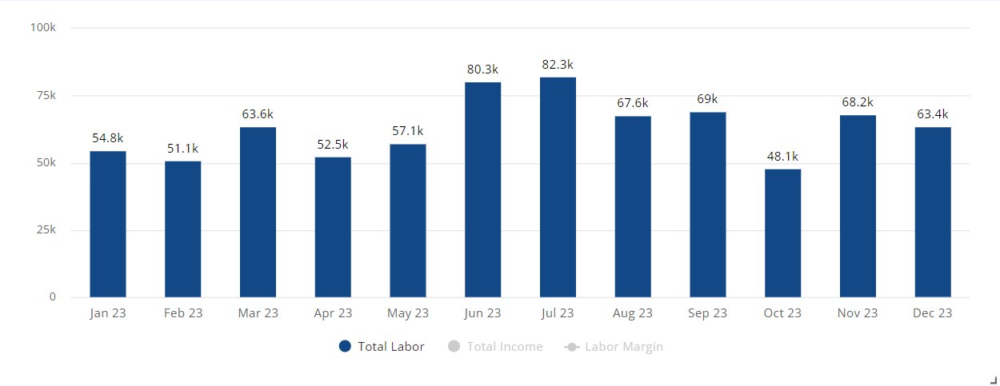 100k
75k
50k
25k
0
54.8k
51.1k
63.6k
52.5k
57.1k
80.3k
82.3k
67.6k
69k
48.1k
68.2k
63.4k
Jan 23 Feb 23 Mar 23 Apr 23 May 23 Jun 23 Jul 23 Aug 23 Sep 23 Oct 23 Nov 23 Dec 23
Total Labor Total Income Labor Margin